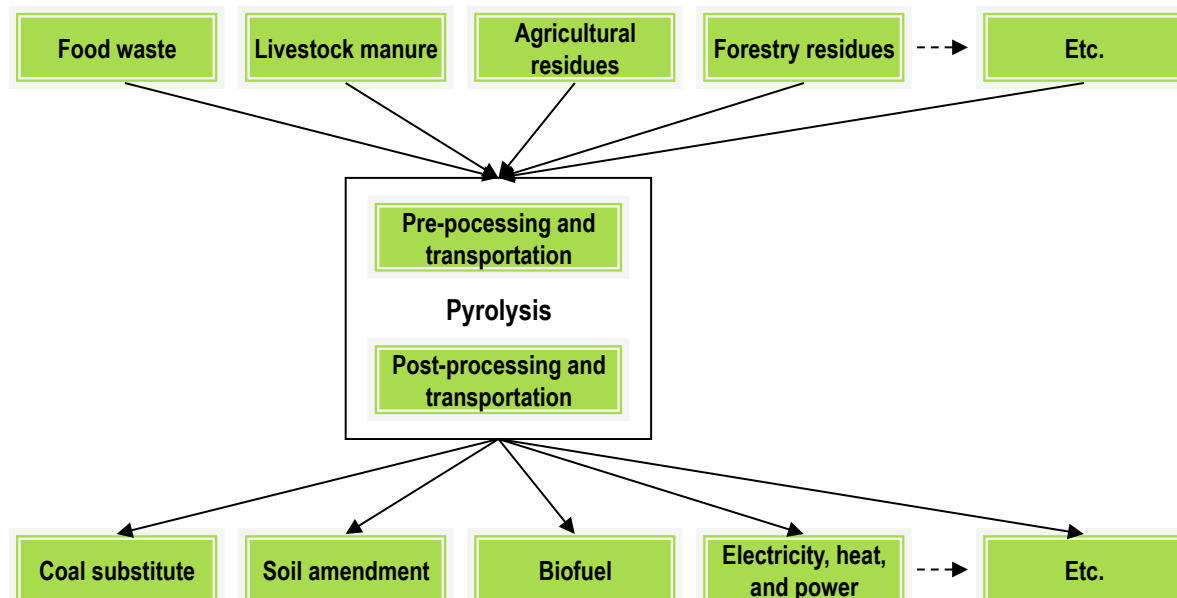 Food waste
Livestock manure
Agricultural
residues
Forestry residues
Etc.
Pre-pocessing and
transportation
Pyrolysis
Post-processing and
transportation
Coal substitute
Soil amendment
Biofuel
Electricity, heat,
and power
Etc.